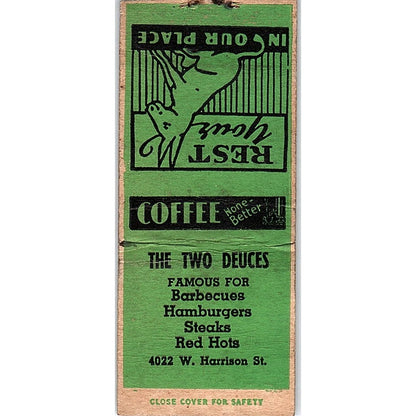 REST
Your
IN OUR PLACE
COFFEE None-
Better
THE TWO DEUCES
FAMOUS FOR
Barbecues
Hamburgers
Steaks
Red Hots
4022 W. Harrison St.
CLOSE COVER FOR SAFETY